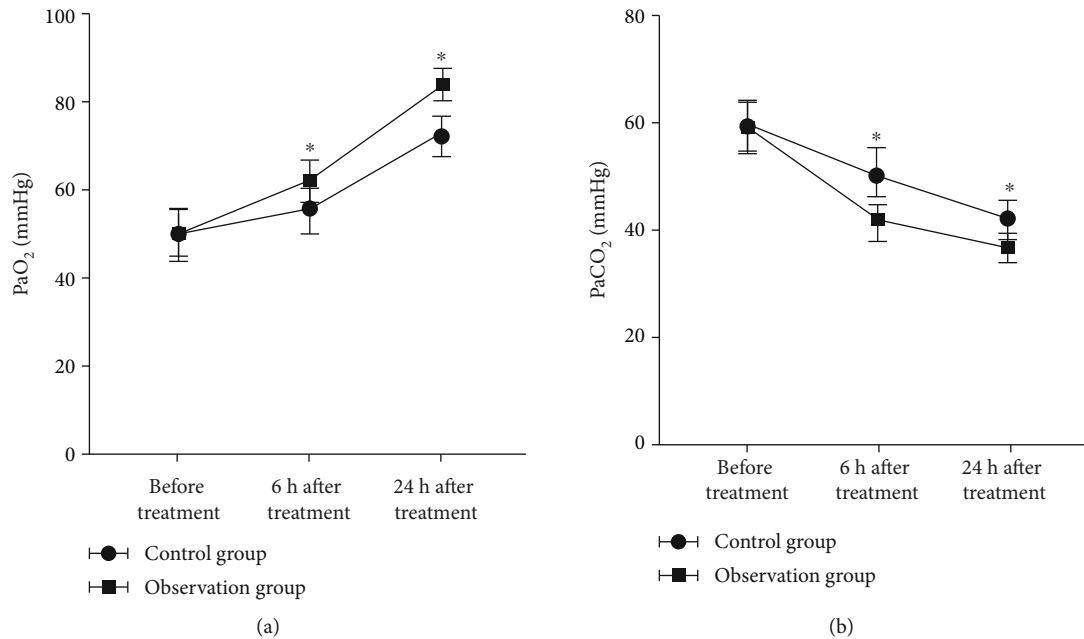 100
80
60
40
20
0
PaO₂ (mmHg)
*
*
Before
treatment
6 h after
treatment
24 h after
treatment
Control group
Observation group
(a)
80
60
40
20
0
PaCO₂ (mmHg)
*
*
Before
treatment
6 h after
treatment
24 h after
treatment
Control group
Observation group
(b)